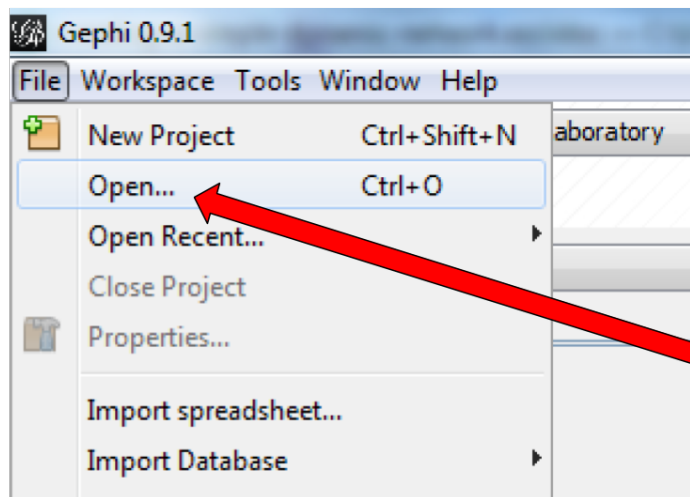 Gephi 0.9.1
File Workspace Tools Window Help
New Project Ctrl+Shift+N
aboratory
Open... Ctrl+O
Open Recent...
Close Project
Properties...
Import spreadsheet...
Import Database